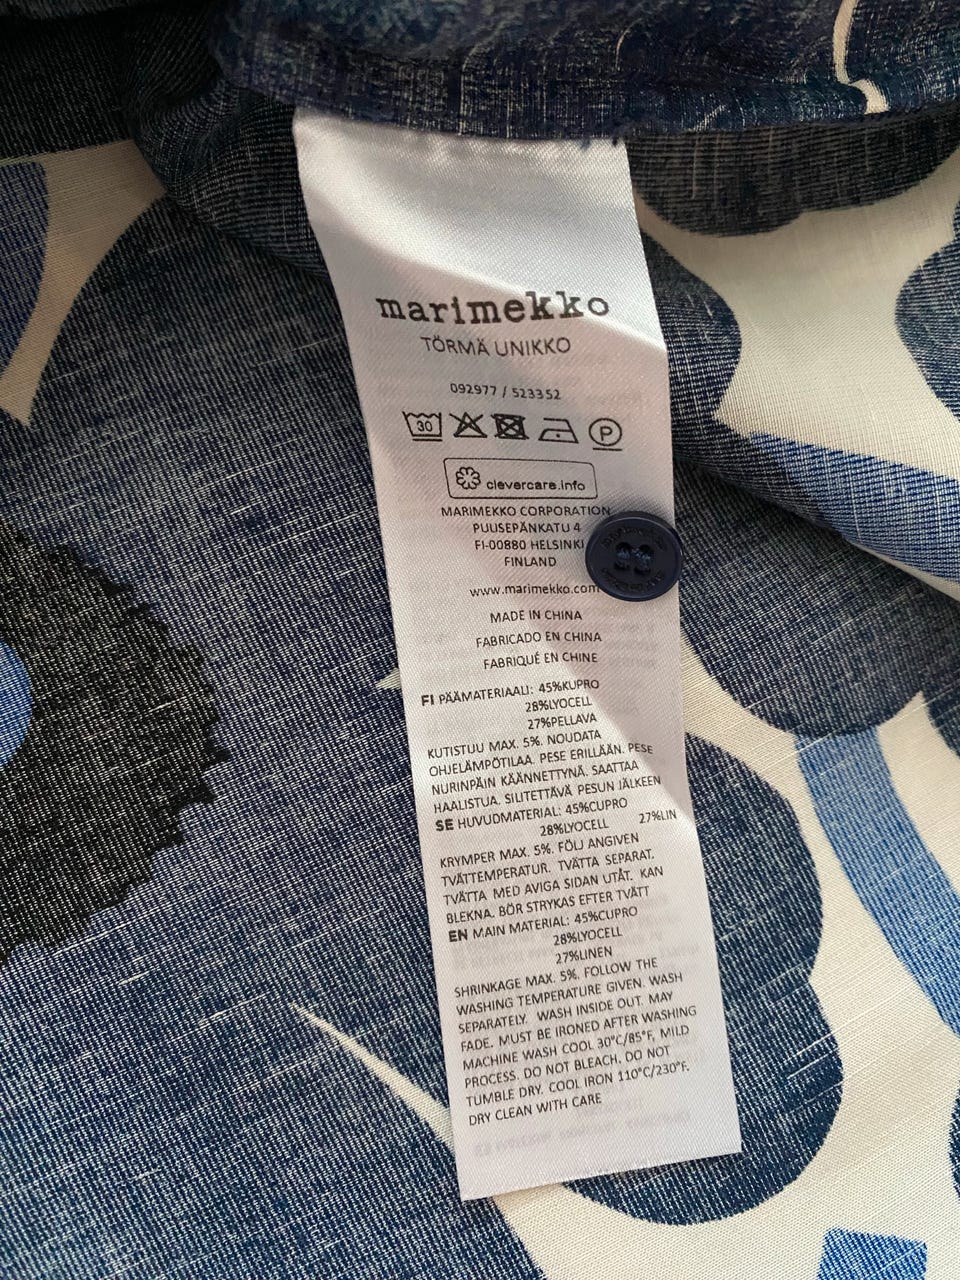 marimekko
TÖRMÄ UNIKKO
092977 / 523352
30
P
clevercare.info
MARIMEKKO CORPORATION
PUUSEPÄNKATU 4
FI-00880 HELSINKI
FINLAND
www.marimekko.com
MADE IN CHINA
FABRICADO EN CHINA
FABRIQUÉ EN CHINE
FI PÄÄMATERIAALI: 45%KUPRO
28%LYOCELL
27%PELLAVA
KUTISTUU MAX. 5%. NOUDATA
OHJELÄMPÖTILAA. PESE ERILLÄÄN. PESE
NURINPÄIN KÄÄNNETTYNÄ. SAATTAA
HAALISTUA. SILITETTÄVÄ PESUN JÄLKEEN
SE HUVUDMATERIAL: 45%CUPRO
28%LYOCELL 27%LIN
KRYMPER MAX. 5%. FÖLJ ANGIVEN
TVÄTTEMPERATUR. TVÄTTA SEPARAT.
TVÄTTA MED AVIGA SIDAN UTÅT. KAN
BLEKNA. BÖR STRYKAS EFTER TVÄTT
EN MAIN MATERIAL: 45%CUPRO
28%LYOCELL
27%LINEN
SHRINKAGE MAX. 5%. FOLLOW THE
WASHING TEMPERATURE GIVEN. WASH
SEPARATELY. WASH INSIDE OUT. MAY
FADE. MUST BE IRONED AFTER WASHING
MACHINE WASH COOL 30°C/85°F, MILD
PROCESS. DO NOT BLEACH. DO NOT
TUMBLE DRY. COOL IRON 110°C/230°F.
DRY CLEAN WITH CARE